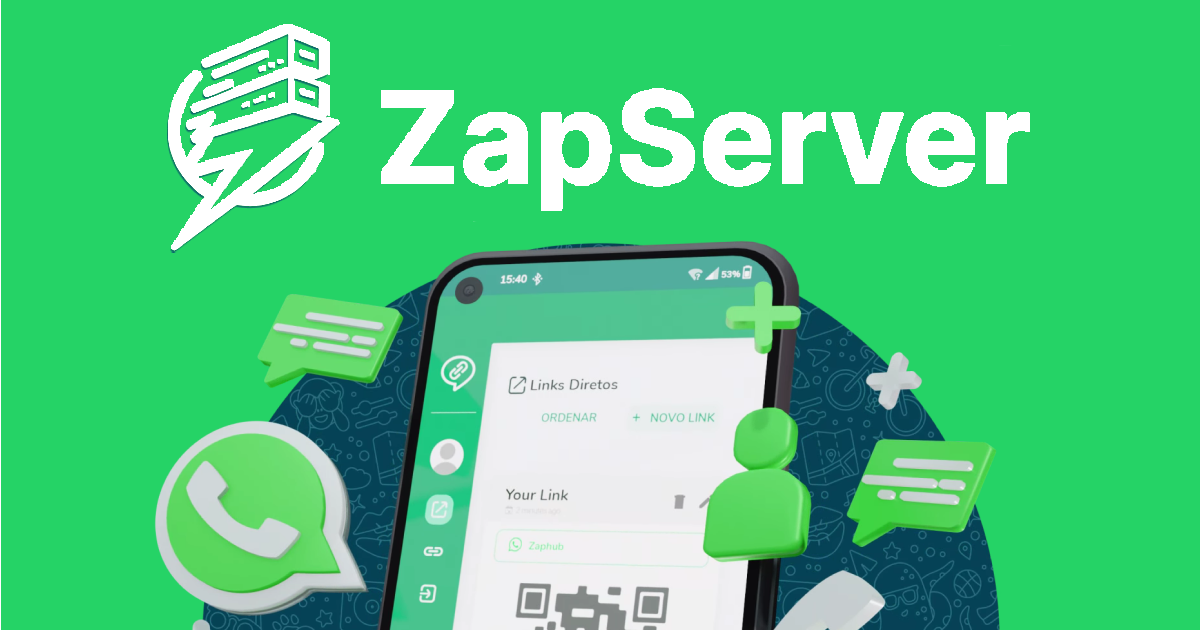 ZapServer
15:40
53%
Links Diretos
ORDENAR
+ NOVO LINK
Your Link
Zaphub